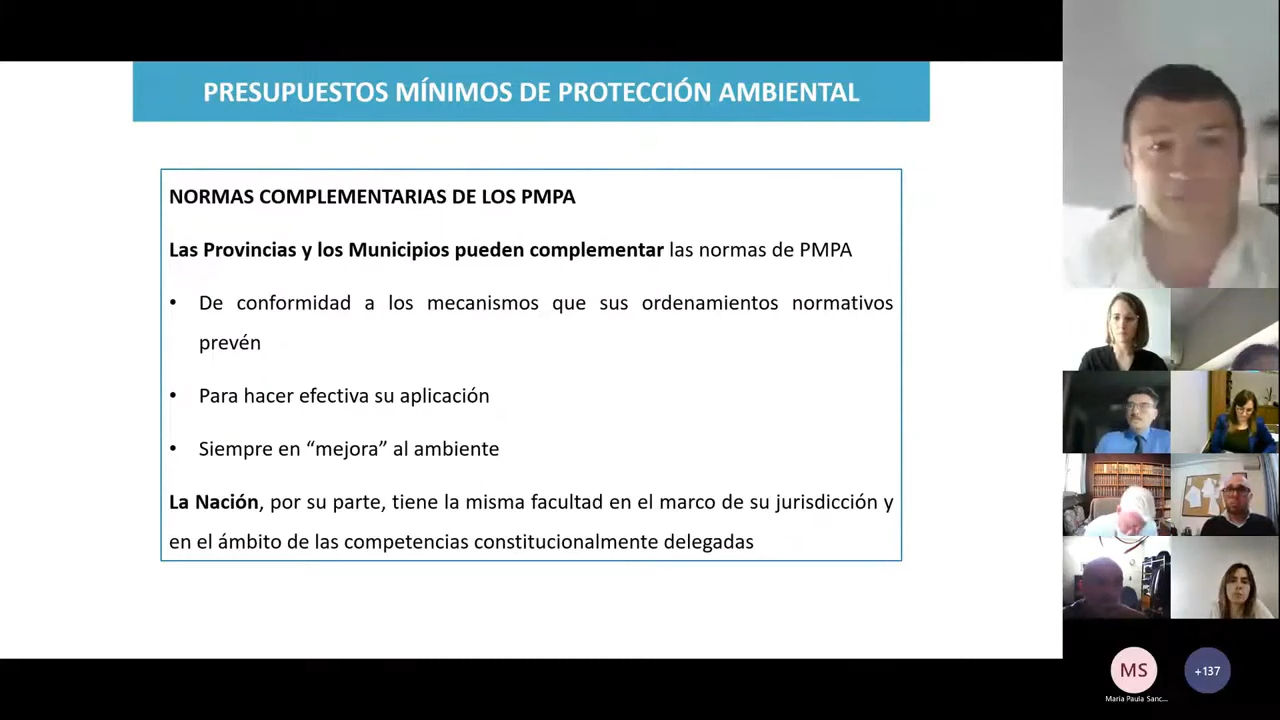 PRESUPUESTOS MÍNIMOS DE PROTECCIÓN AMBIENTAL
NORMAS COMPLEMENTARIAS DE LOS PMPA
Las Provincias y los Municipios pueden complementar las normas de PMPA
• De conformidad a los mecanismos que sus ordenamientos normativos
prevén
• Para hacer efectiva su aplicación
• Siempre en “mejora” al ambiente
La Nación, por su parte, tiene la misma facultad en el marco de su jurisdicción y
en el ámbito de las competencias constitucionalmente delegadas
MS
+137
Maria Paula Sanc...